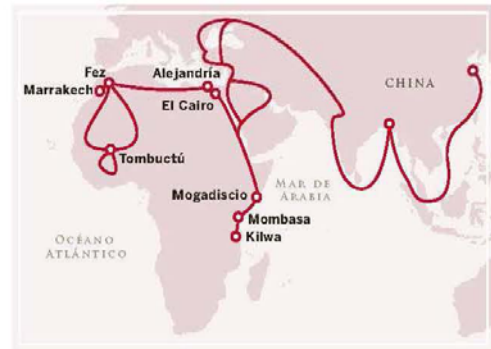 Fez
Marrakech
Alejandría
El Cairo
CHINA
Tombuctú
Mogadiscio
MAR DE
ARABIA
Mombasa
Kilwa
OCÉANO
ATLÁNTICO